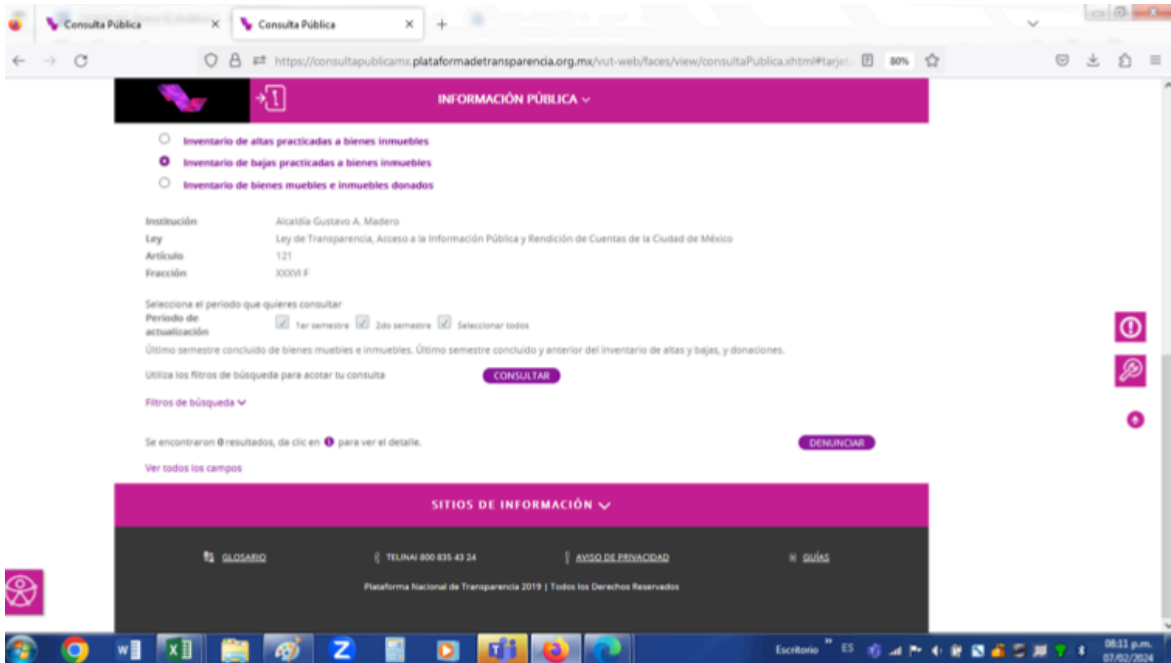 Consulta Pública × Consulta Pública × +
https://consultapublicamx.plataformadetransparencia.org.mx/vut-web/faces/view/consultaPublica.xhtml#tarjet 80%
INFORMACIÓN PÚBLICA
Inventario de altas practicadas a bienes inmuebles
Inventario de bajas practicadas a bienes inmuebles
Inventario de bienes muebles e inmuebles donados
Institución Alcaldía Gustavo A. Madero
Ley Ley de Transparencia, Acceso a la Información Pública y Rendición de Cuentas de la Ciudad de México
Artículo 121
Fracción XXXVI F
Selecciona el periodo que quieres consultar
Periodo de actualización 1er semestre 2do semestre Seleccionar todos
Último semestre concluido de bienes muebles e inmuebles. Último semestre concluido y anterior del inventario de altas y bajas, y donaciones.
Utiliza los filtros de búsqueda para acotar tu consulta CONSULTAR
Filtros de búsqueda
Se encontraron 0 resultados, da clic en i para ver el detalle. DENUNCIAR
Ver todos los campos
SITIOS DE INFORMACIÓN
GLOSARIO TELINAI 800 835 43 24 AVISO DE PRIVACIDAD GUÍAS
Plataforma Nacional de Transparencia 2019 | Todos los Derechos Reservados
Escritorio ES 08:11 p.m.
07/02/2024